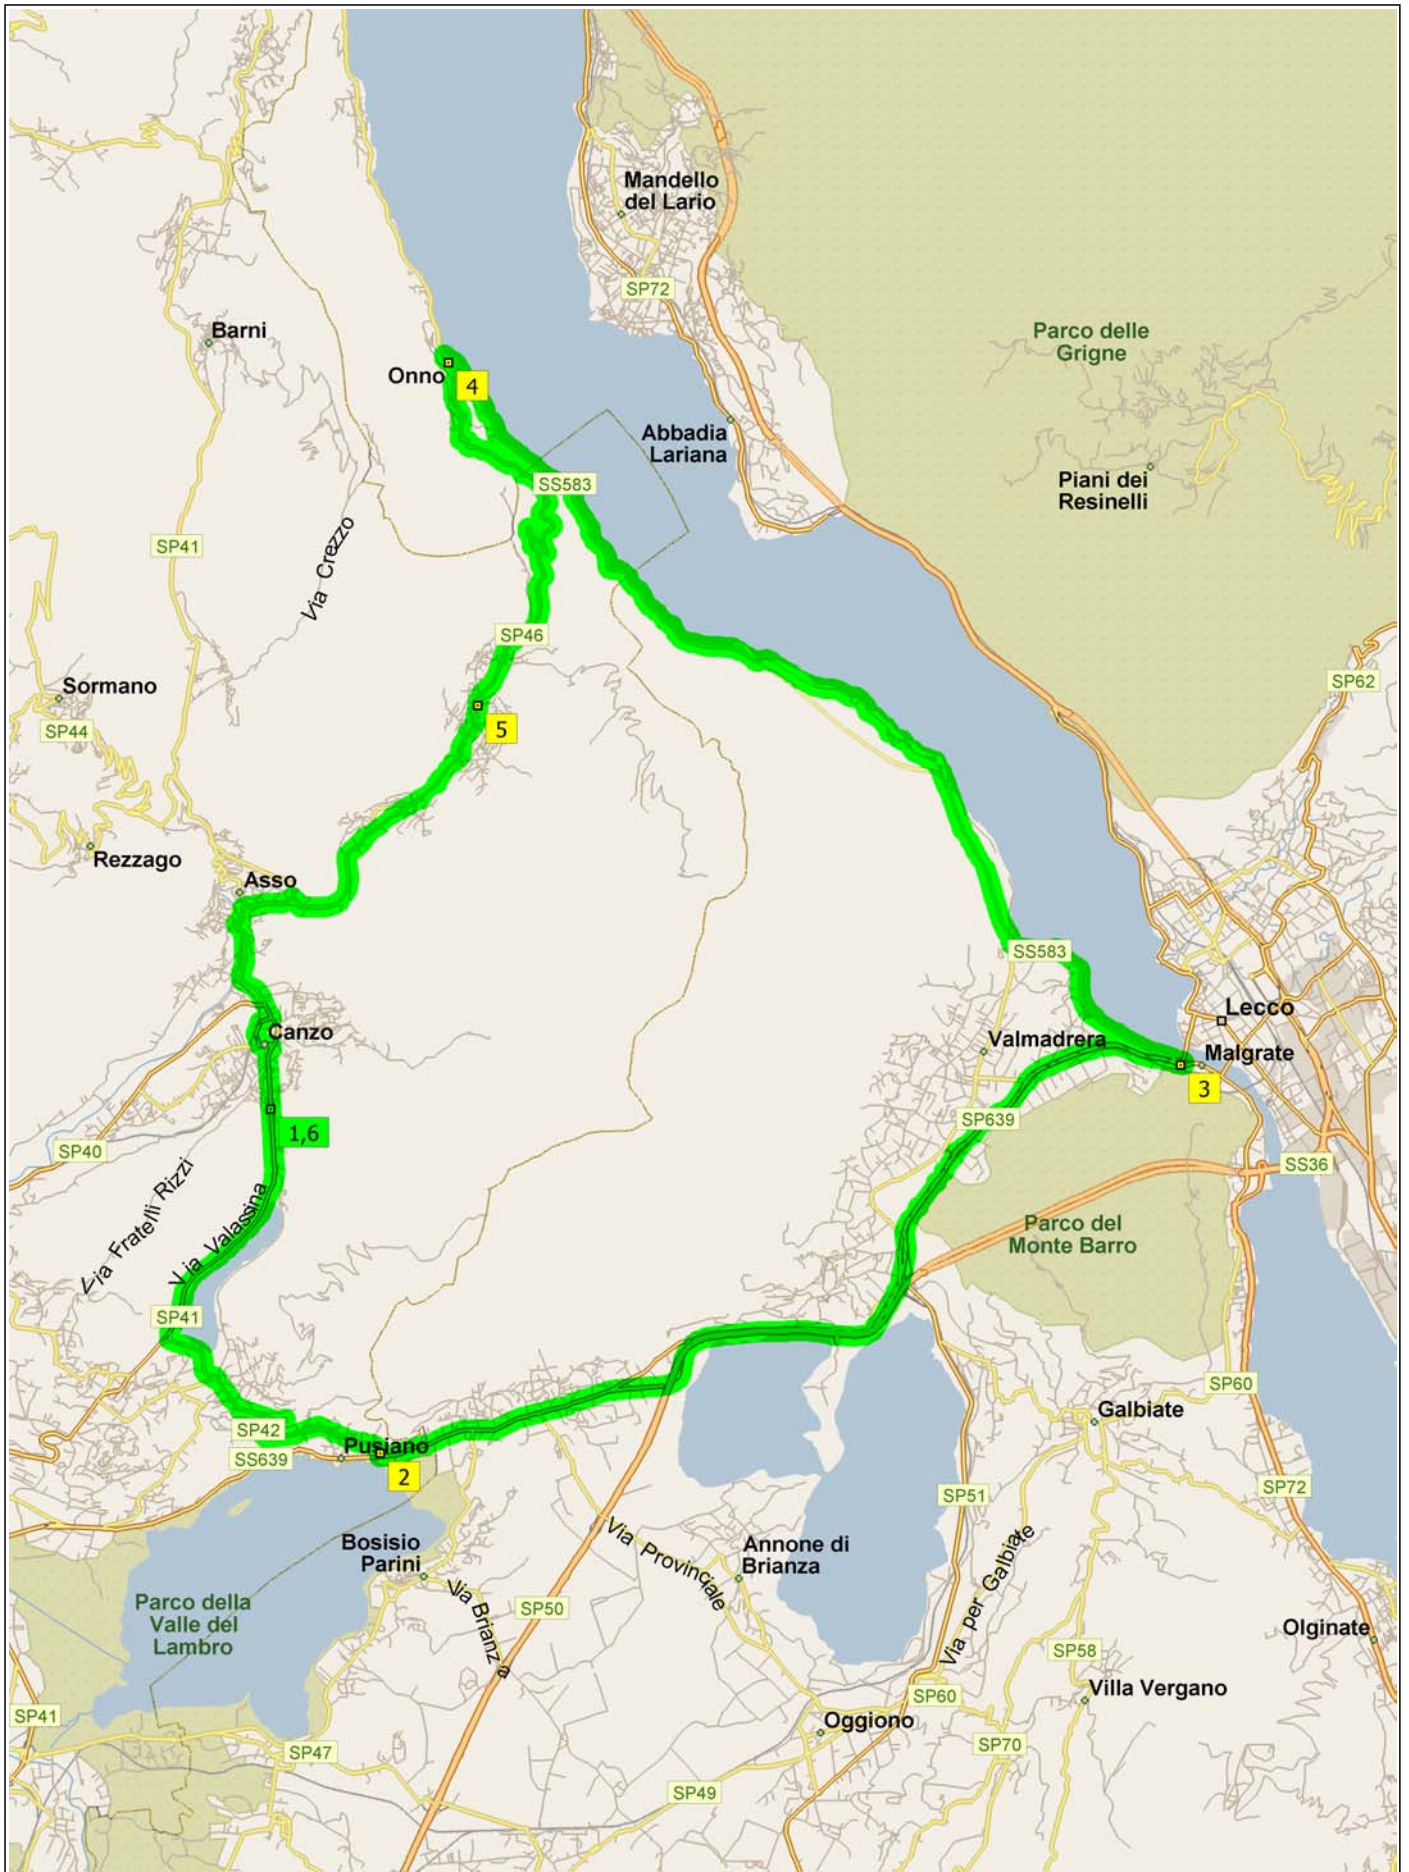 Mandello
del Lario
SP72
Barni
Parco delle
Grigne
Onno
4
Abbadia
Lariana
Piani dei
Resinelli
SS583
SP41
Via Crezzo
SP46
Sormano
SP62
SP44
5
Rezzago
Asso
SS583
Lecco
Canzo
Valmadrera
Malgrate
3
1,6
SP639
SP40
SS36
Via Fratelli Rizzi
Via Valassina
Parco del
Monte Barro
SP41
SP60
Galbiate
SP42
Pusiano
SS639
2
SP51
SP72
Bosisio
Parini
Via Provinciale
Annone di
Brianza
Via per Galbiate
Parco della
Valle del
Lambro
Via Brianza
SP50
Olginate
SP58
SP60
Villa Vergano
SP41
Oggiono
SP47
SP70
SP49